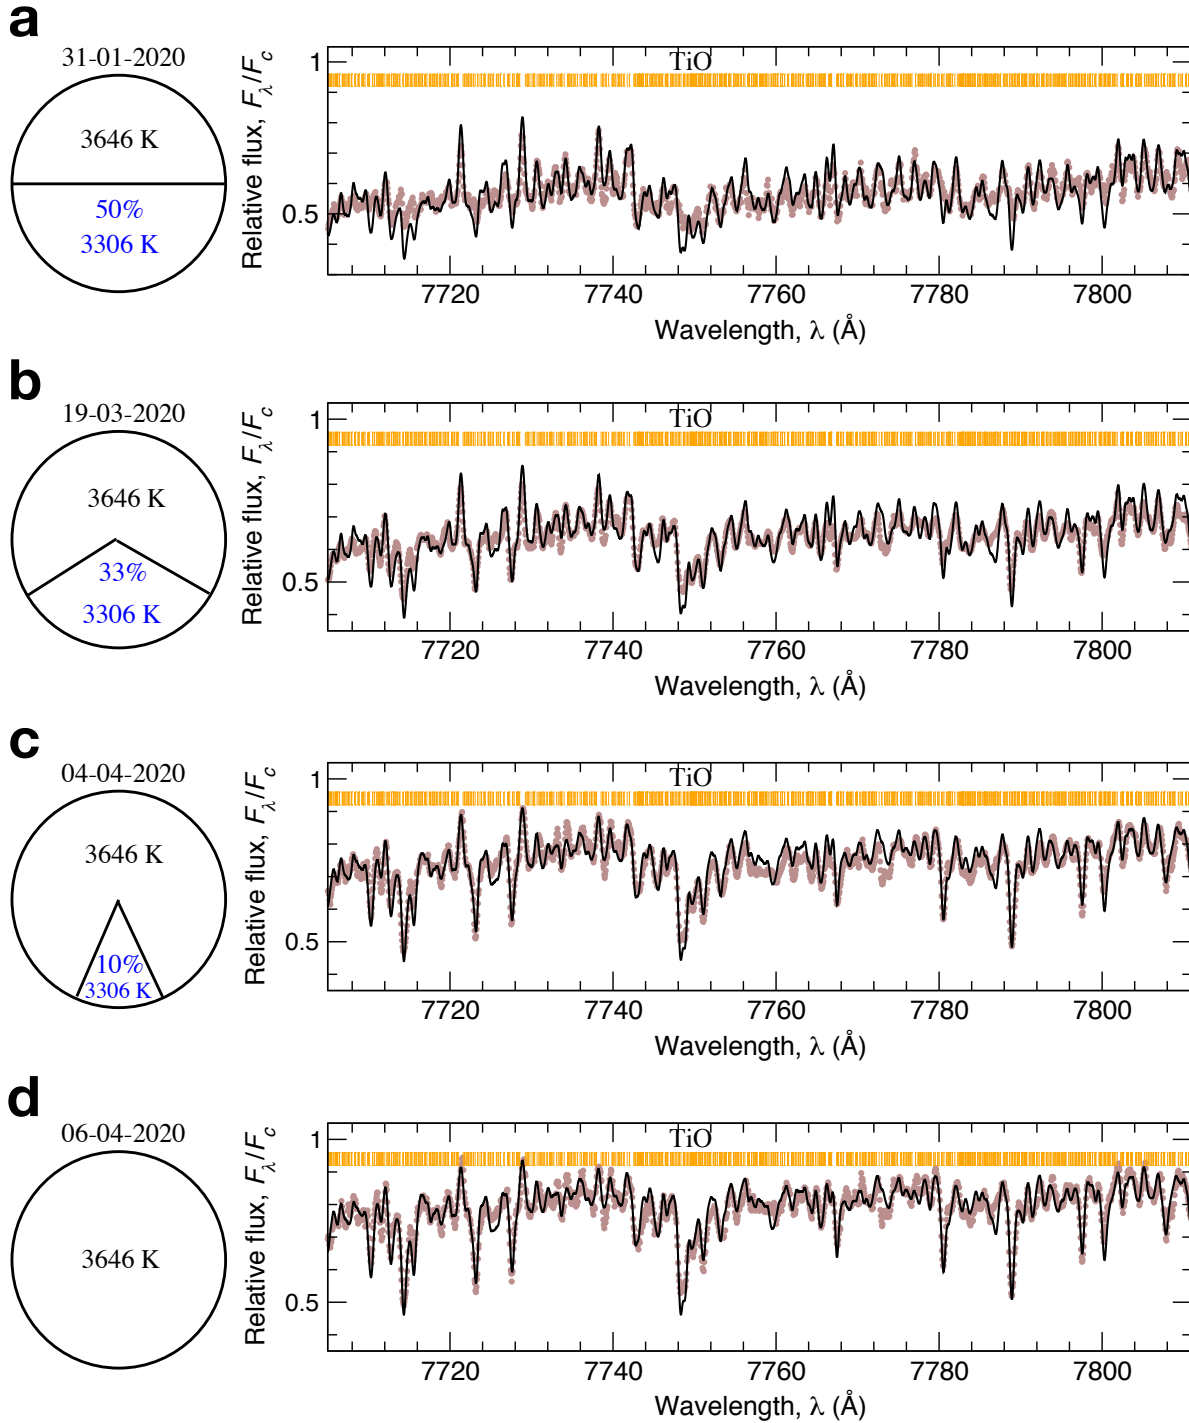 a
31-01-2020
3646 K
50%
3306 K
Relative flux, Fλ/Fc
1
0.5
TiO
7720 7740 7760 7780 7800
Wavelength, λ (Å)
b
19-03-2020
3646 K
33%
3306 K
Relative flux, Fλ/Fc
1
0.5
TiO
7720 7740 7760 7780 7800
Wavelength, λ (Å)
c
04-04-2020
3646 K
10%
3306 K
Relative flux, Fλ/Fc
1
0.5
TiO
7720 7740 7760 7780 7800
Wavelength, λ (Å)
d
06-04-2020
3646 K
Relative flux, Fλ/Fc
1
0.5
TiO
7720 7740 7760 7780 7800
Wavelength, λ (Å)